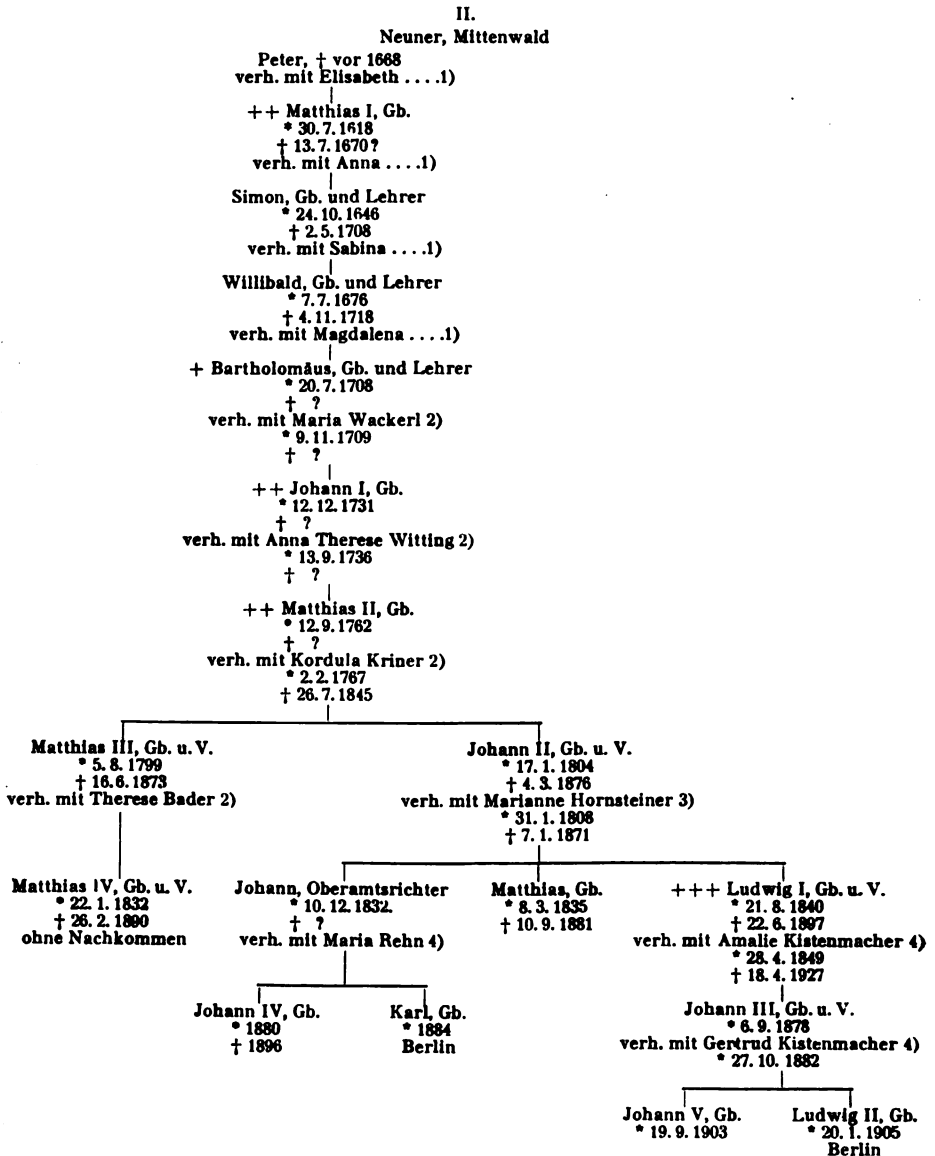 II.
Neuner, Mittenwald
Peter, † vor 1668
verh. mit Elisabeth . . . .1)
++ Matthias I, Gb.
* 30. 7. 1618
† 13. 7. 1670?
verh. mit Anna . . . .1)
Simon, Gb. und Lehrer
* 24. 10. 1646
† 2. 5. 1708
verh. mit Sabina . . . .1)
Willibald, Gb. und Lehrer
* 7. 7. 1676
† 4. 11. 1718
verh. mit Magdalena . . . .1)
+ Bartholomäus, Gb. und Lehrer
* 20. 7. 1708
† ?
verh. mit Maria Wackerl 2)
* 9. 11. 1709
† ?
++ Johann I, Gb.
* 12. 12. 1731
† ?
verh. mit Anna Therese Witting 2)
* 13. 9. 1736
† ?
++ Matthias II, Gb.
* 12. 9. 1762
† ?
verh. mit Kordula Kriner 2)
* 2. 2. 1767
† 26. 7. 1845
Matthias III, Gb. u. V.
* 5. 8. 1799
† 16. 6. 1873
verh. mit Therese Bader 2)
Johann II, Gb. u. V.
* 17. 1. 1804
† 4. 3. 1876
verh. mit Marianne Hornsteiner 3)
* 31. 1. 1808
† 7. 1. 1871
Matthias IV, Gb. u. V.
* 22. 1. 1832
† 26. 2. 1890
ohne Nachkommen
Johann, Oberamtsrichter
* 10. 12. 1832.
† ?
verh. mit Maria Rehn 4)
Matthias, Gb.
* 8. 3. 1835
† 10. 9. 1881
+++ Ludwig I, Gb. u. V.
* 21. 8. 1840
† 22. 6. 1897
verh. mit Amalie Kistenmacher 4)
* 28. 4. 1849
† 18. 4. 1927
Johann IV, Gb.
* 1880
† 1896
Karl, Gb.
* 1884
Berlin
Johann III, Gb. u. V.
* 6. 9. 1878
verh. mit Gertrud Kistenmacher 4)
* 27. 10. 1882
Johann V, Gb.
* 19. 9. 1903
Ludwig II, Gb.
* 20. 1. 1905
Berlin